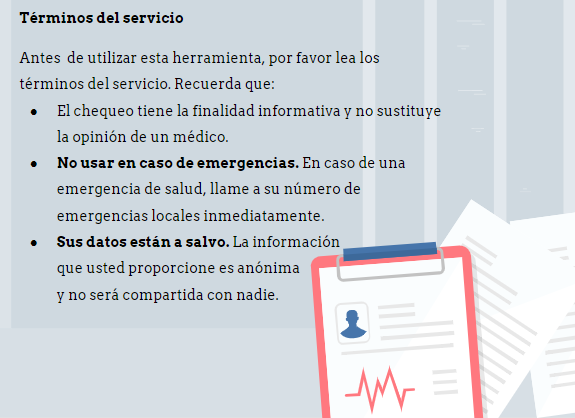 Términos del servicio
Antes de utilizar esta herramienta, por favor lea los
términos del servicio. Recuerda que:
● El chequeo tiene la finalidad informativa y no sustituye
la opinión de un médico.
● No usar en caso de emergencias. En caso de una
emergencia de salud, llame a su número de
emergencias locales inmediatamente.
● Sus datos están a salvo. La información
que usted proporcione es anónima
y no será compartida con nadie.